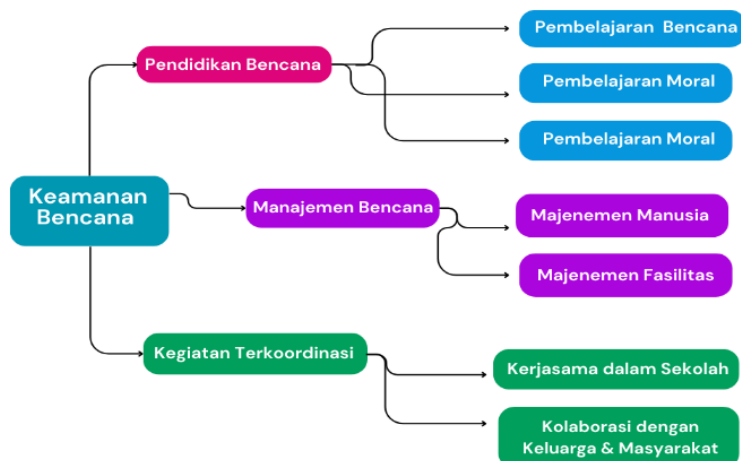 Keamanan
Bencana
Pendidikan Bencana
Pembelajaran Bencana
Pembelajaran Moral
Pembelajaran Moral
Manajemen Bencana
Majenemen Manusia
Majenemen Fasilitas
Kegiatan Terkoordinasi
Kerjasama dalam Sekolah
Kolaborasi dengan
Keluarga & Masyarakat